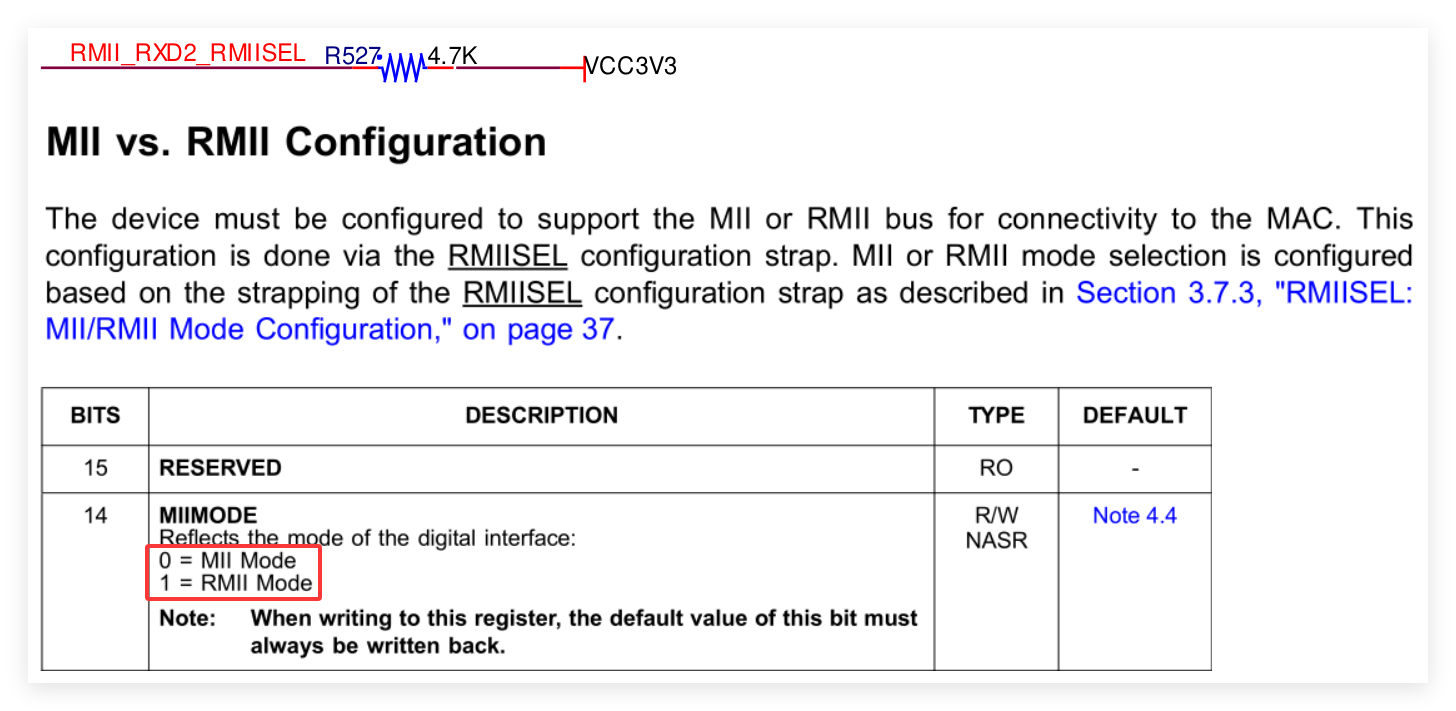 RMII_RXD2_RMIISEL R527 4.7K VCC3V3
MII vs. RMII Configuration
The device must be configured to support the MII or RMII bus for connectivity to the MAC. This
configuration is done via the RMIISEL configuration strap. MII or RMII mode selection is configured
based on the strapping of the RMIISEL configuration strap as described in Section 3.7.3, "RMIISEL:
MII/RMII Mode Configuration," on page 37.
BITS DESCRIPTION TYPE DEFAULT
15 RESERVED RO -
14 MIIMODE R/W Note 4.4
Reflects the mode of the digital interface: NASR
0 = MII Mode
1 = RMII Mode
Note: When writing to this register, the default value of this bit must
always be written back.